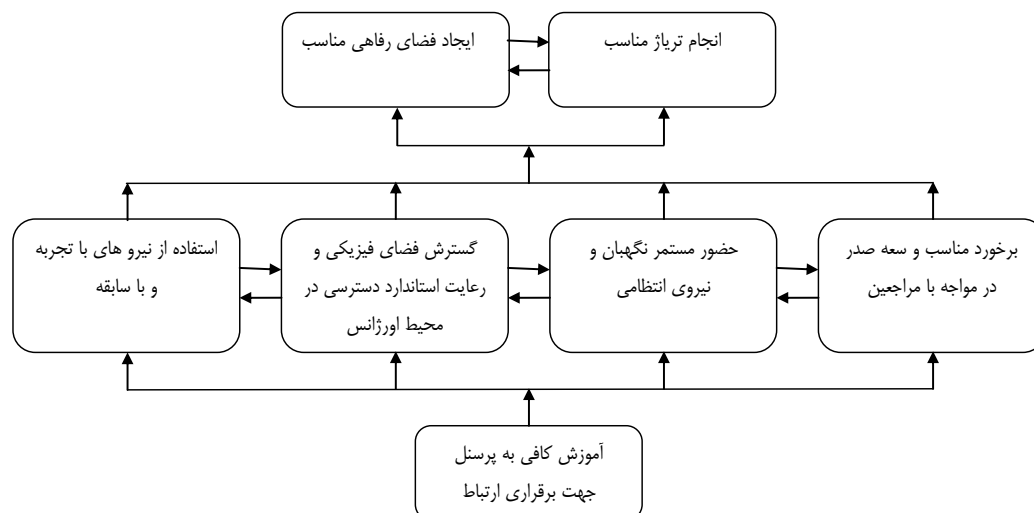 انجام تریاژ مناسب
ایجاد فضای رفاهی مناسب
برخورد مناسب و سعه صدر
در مواجه با مراجعین
حضور مستمر نگهبان و
نیروی انتظامی
گسترش فضای فیزیکی و
رعایت استاندارد دسترسی در
محیط اورژانس
استفاده از نیرو های با تجربه
و با سابقه
آموزش کافی به پرسنل
جهت برقراری ارتباط